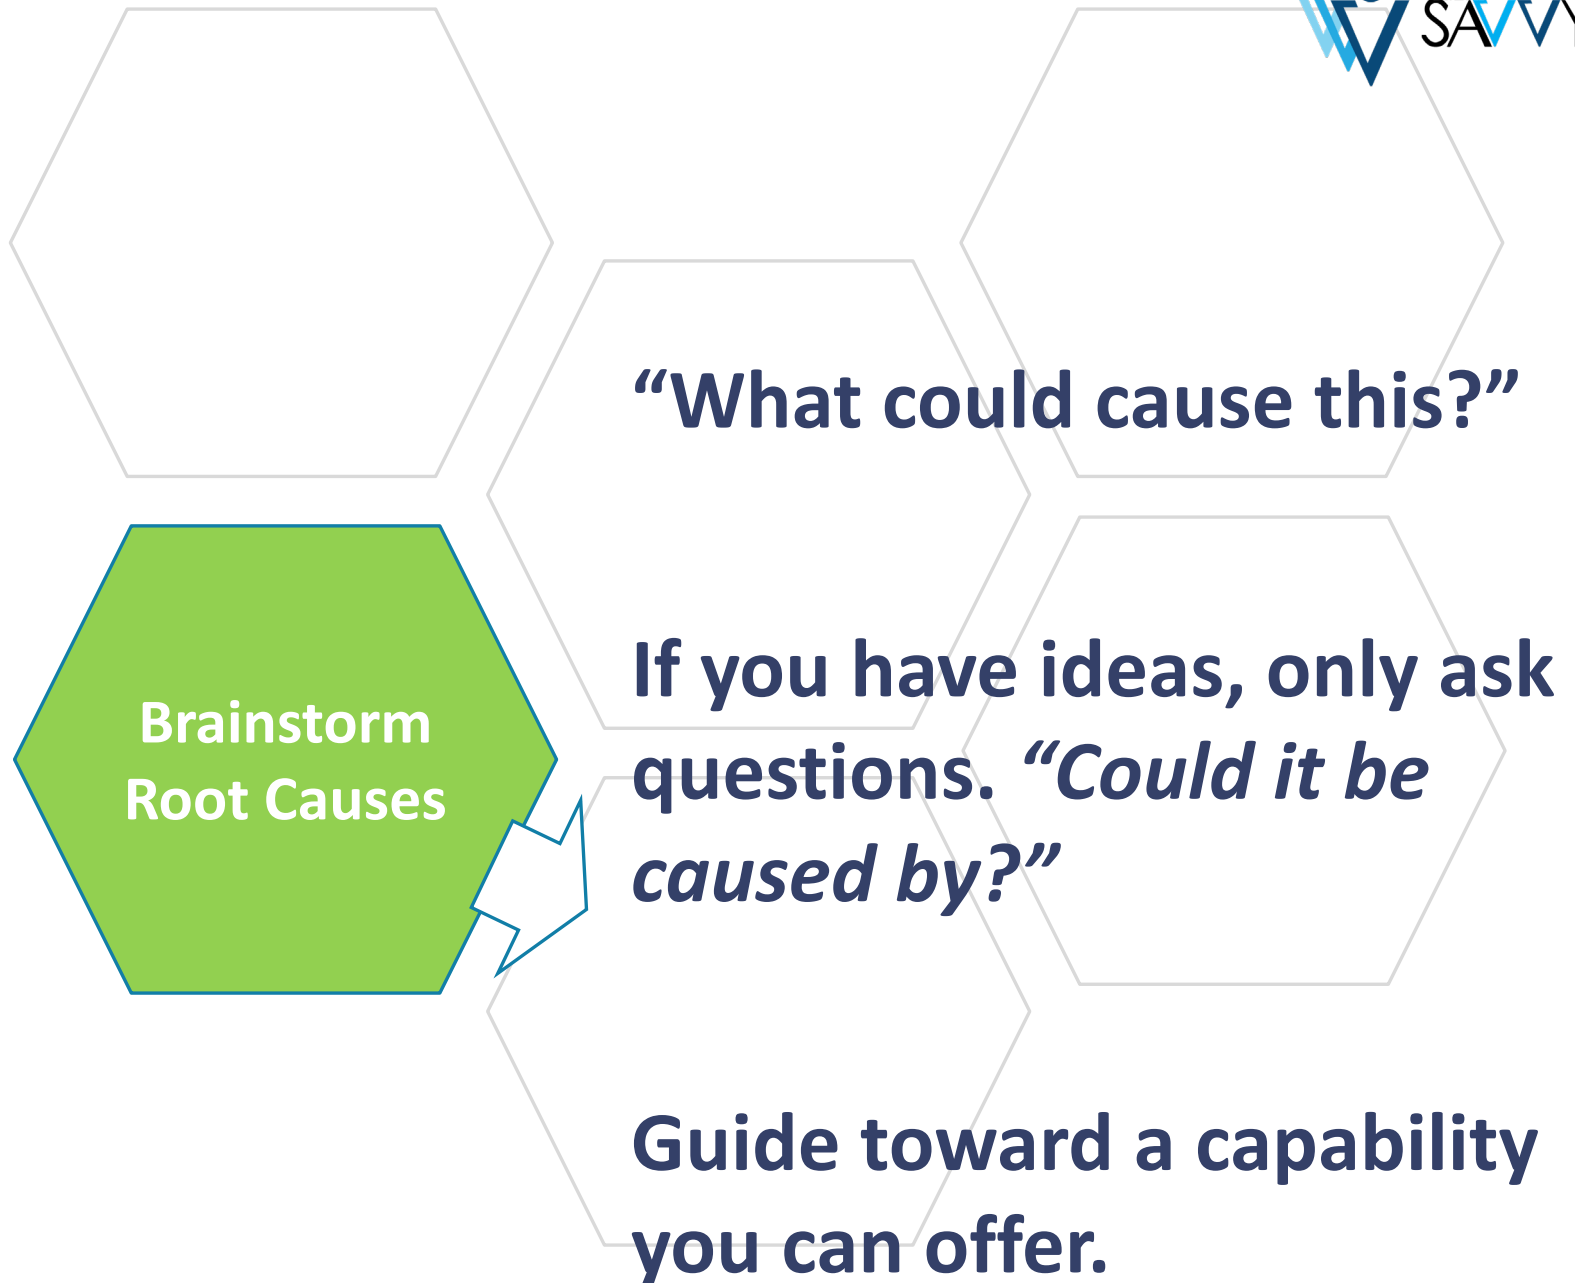 SAVVY
“What could cause this?”
If you have ideas, only ask
questions. “Could it be
caused by?”
Brainstorm
Root Causes
Guide toward a capability
you can offer.